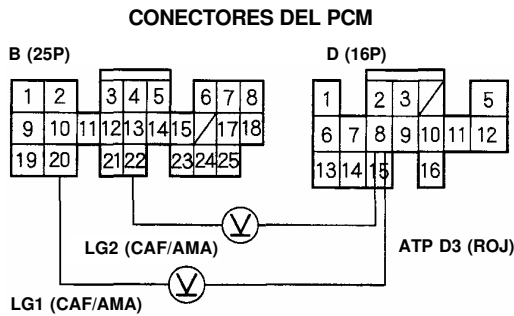 CONECTORES DEL PCM
B (25P)
D (16P)
1 2 3 4 5 6 7 8
9 10 11 12 13 14 15 17 18
19 20 21 22 23 24 25
1 2 3 5
6 7 8 9 10 11 12
13 14 15 16
V
LG2 (CAF/AMA)
ATP D3 (ROJ)
V
LG1 (CAF/AMA)